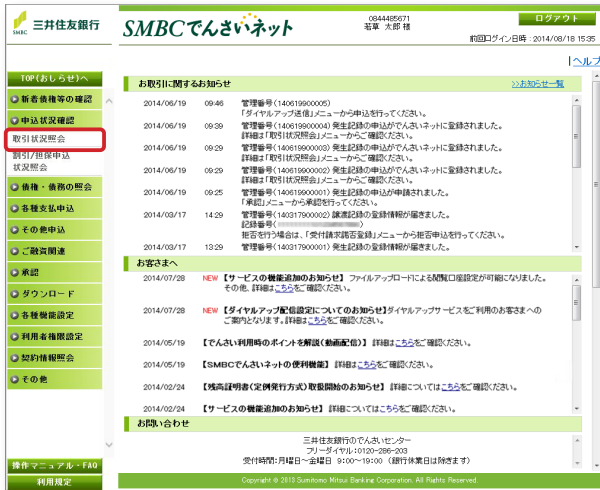 SMBC 三井住友銀行
SMBCでんさいネット
0844485671
若草 太郎 様
ログアウト
前回ログイン日時：2014/08/18 15:35
ヘルプ
TOP(おしらせ)へ
新着債権等の確認
申込状況確認
取引状況照会
割引/担保申込
状況照会
債権・債務の照会
各種支払申込
その他申込
ご融資関連
承認
ダウンロード
各種機能設定
利用者権限設定
契約情報照会
その他
操作マニュアル・FAQ
利用規定
お取引に関するお知らせ
>>お知らせ一覧
2014/06/19 09:46 管理番号(140619900005)
「ダイヤルアップ送信」メニューから申込を行ってください。
2014/06/19 09:39 管理番号(140619900004) 発生記録の申込がでんさいネットに登録されました。
詳細は「取引状況照会」メニューからご確認ください。
2014/06/19 09:29 管理番号(140619900003) 発生記録の申込がでんさいネットに登録されました。
詳細は「取引状況照会」メニューからご確認ください。
2014/06/19 09:29 管理番号(140619900002) 発生記録の申込がでんさいネットに登録されました。
詳細は「取引状況照会」メニューからご確認ください。
2014/06/19 09:25 管理番号(140619900001) 発生記録の申込が申請されました。
「承認」メニューから承認を行ってください。
2014/03/17 14:29 管理番号(140317900002) 譲渡記録の登録情報が届きました。
記録番号( )
拒否を行う場合は、「受付請求諾否登録」メニューから拒否申込を行ってください。
2014/03/17 13:29 管理番号(140317900001) 発生記録の登録情報が届きました。
お客さまへ
2014/07/28 NEW 【サービスの機能追加のお知らせ】 ファイルアップロードによる閲覧口座設定が可能になりました。
その他、詳細はこちらをご確認ください。
2014/07/28 NEW 【ダイヤルアップ配信設定についてのお知らせ】ダイヤルアップサービスをご利用のお客さまへの
ご案内となります。詳細はこちらをご確認ください。
2014/05/19 【でんさい利用時のポイントを解説(動画配信)】 詳細はこちらをご確認ください。
2014/05/19 【SMBCでんさいネットの便利機能】 詳細はこちらをご確認ください。
2014/02/24 【残高証明書(定例発行方式)取扱開始のお知らせ】 詳細についてはこちらをご確認ください。
2014/02/24 【サービスの機能追加のお知らせ】 詳細についてはこちらをご確認ください。
お問い合わせ
三井住友銀行のでんさいセンター
フリーダイヤル:0120-286-203
受付時間:月曜日～金曜日 9:00～19:00 (銀行休業日は除きます)
Copyright © 2013 Sumitomo Mitsui Banking Corporation. All Rights Reserved.